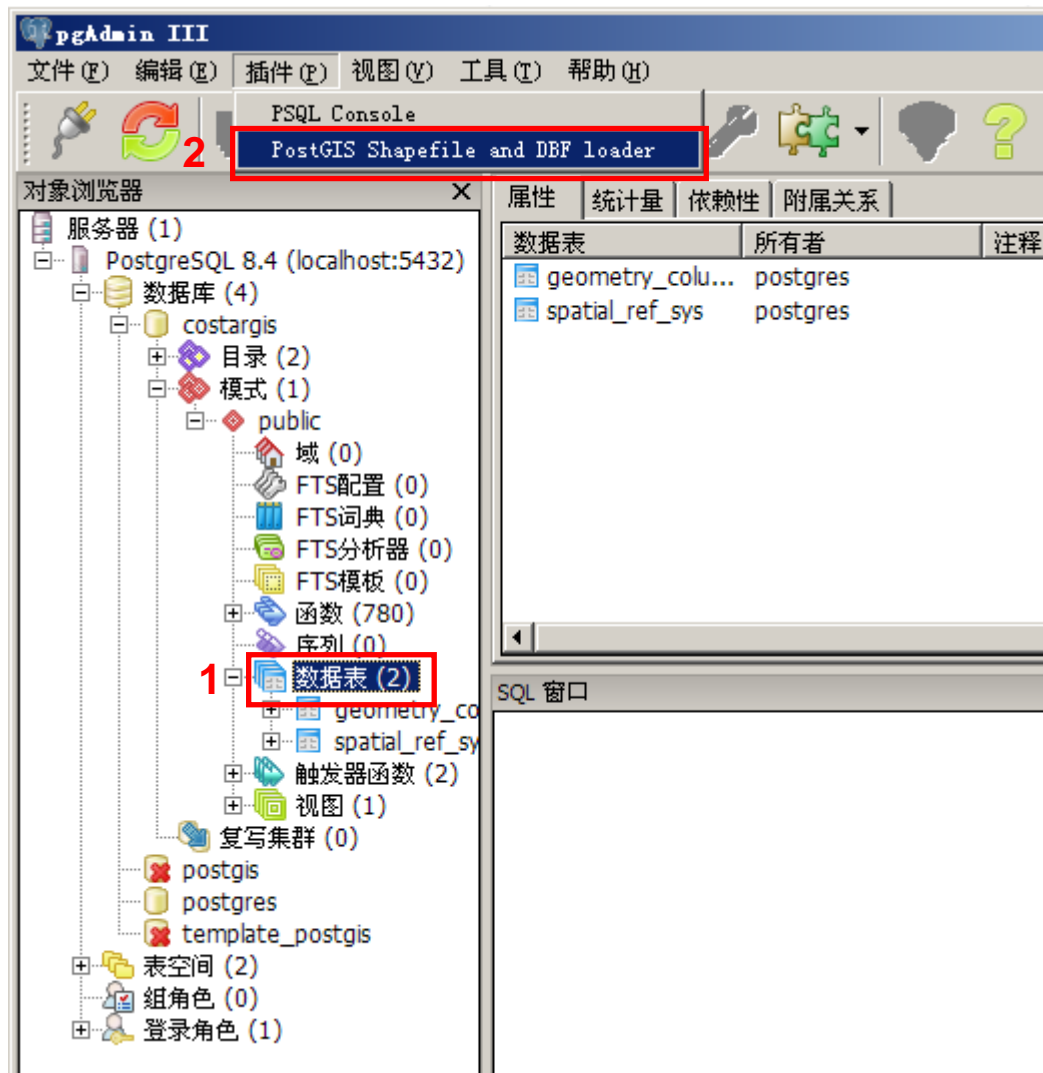 pgAdmin III
文件(F) 编辑(E) 插件(P) 视图(V) 工具(T) 帮助(H)
PSQL Console
2
PostGIS Shapefile and DBF loader
对象浏览器
服务器 (1)
PostgreSQL 8.4 (localhost:5432)
数据库 (4)
costargis
目录 (2)
模式 (1)
public
域 (0)
FTS配置 (0)
FTS词典 (0)
FTS分析器 (0)
FTS模板 (0)
函数 (780)
序列 (0)
1
数据表 (2)
geometry_co
spatial_ref_sy
触发器函数 (2)
视图 (1)
复写集群 (0)
postgis
postgres
template_postgis
表空间 (2)
组角色 (0)
登录角色 (1)
属性 统计量 依赖性 附属关系
数据表 所有者 注释
geometry_colu... postgres
spatial_ref_sys postgres
SQL 窗口